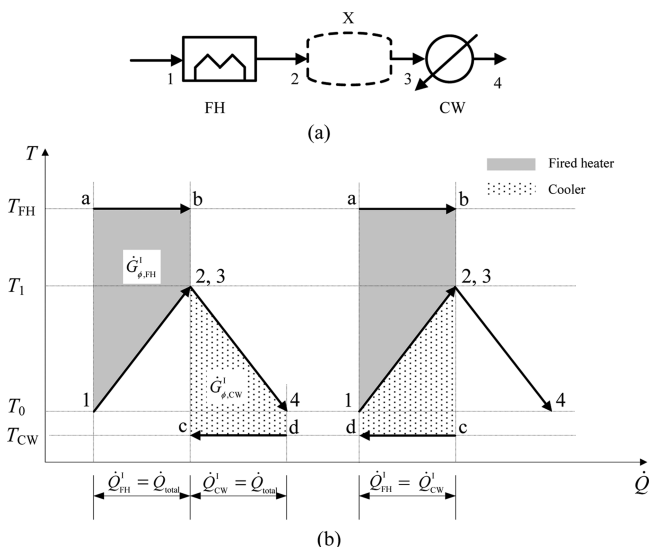 X
1 2 3 4
FH CW
(a)
T
Fired heater
Cooler
T_FH a b a b
Ġ^I_ϕ,FH
T_1 2, 3 2, 3
Ġ^I_ϕ,CW
T_0 1 4 1 4
T_CW c d d c
Q̇^I_FH = Q̇_total Q̇^I_CW = Q̇_total Q̇^I_FH = Q̇^I_CW Q̇
(b)